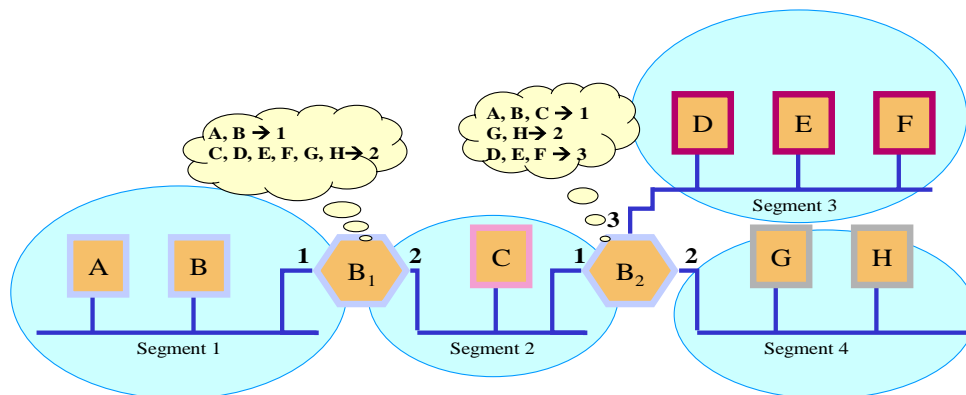 A, B → 1
C, D, E, F, G, H → 2
A, B, C → 1
G, H → 2
D, E, F → 3
D
E
F
Segment 3
3
A
B
1
B1
2
C
1
B2
2
G
H
Segment 1
Segment 2
Segment 4